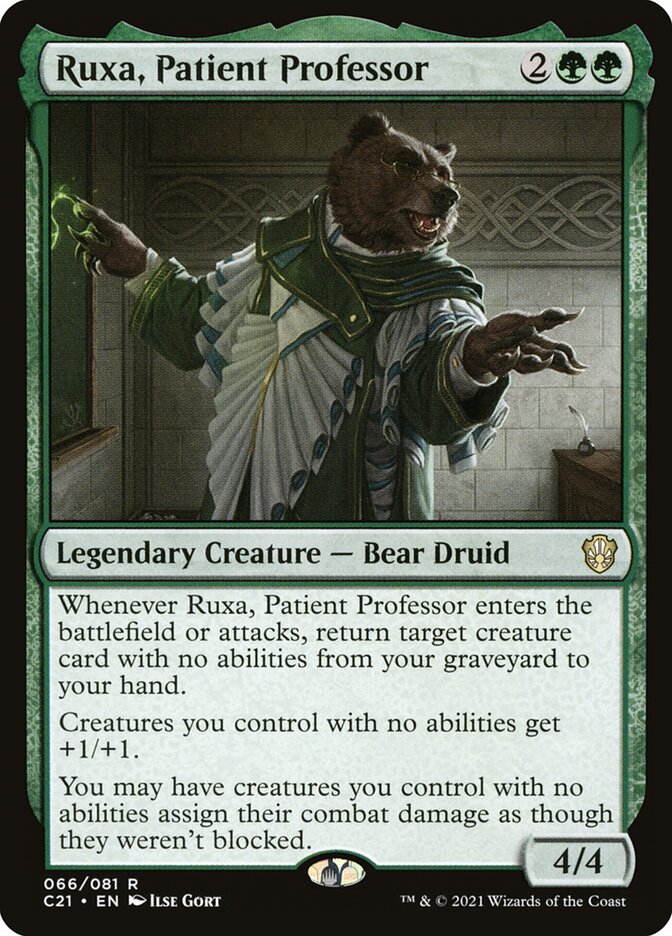 Ruxa, Patient Professor 2
Legendary Creature — Bear Druid
Whenever Ruxa, Patient Professor enters the
battlefield or attacks, return target creature
card with no abilities from your graveyard to
your hand.
Creatures you control with no abilities get
+1/+1.
You may have creatures you control with no
abilities assign their combat damage as though
they weren't blocked.
4/4
066/081 R
C21 • EN Ilse Gort ™ & © 2021 Wizards of the Coast